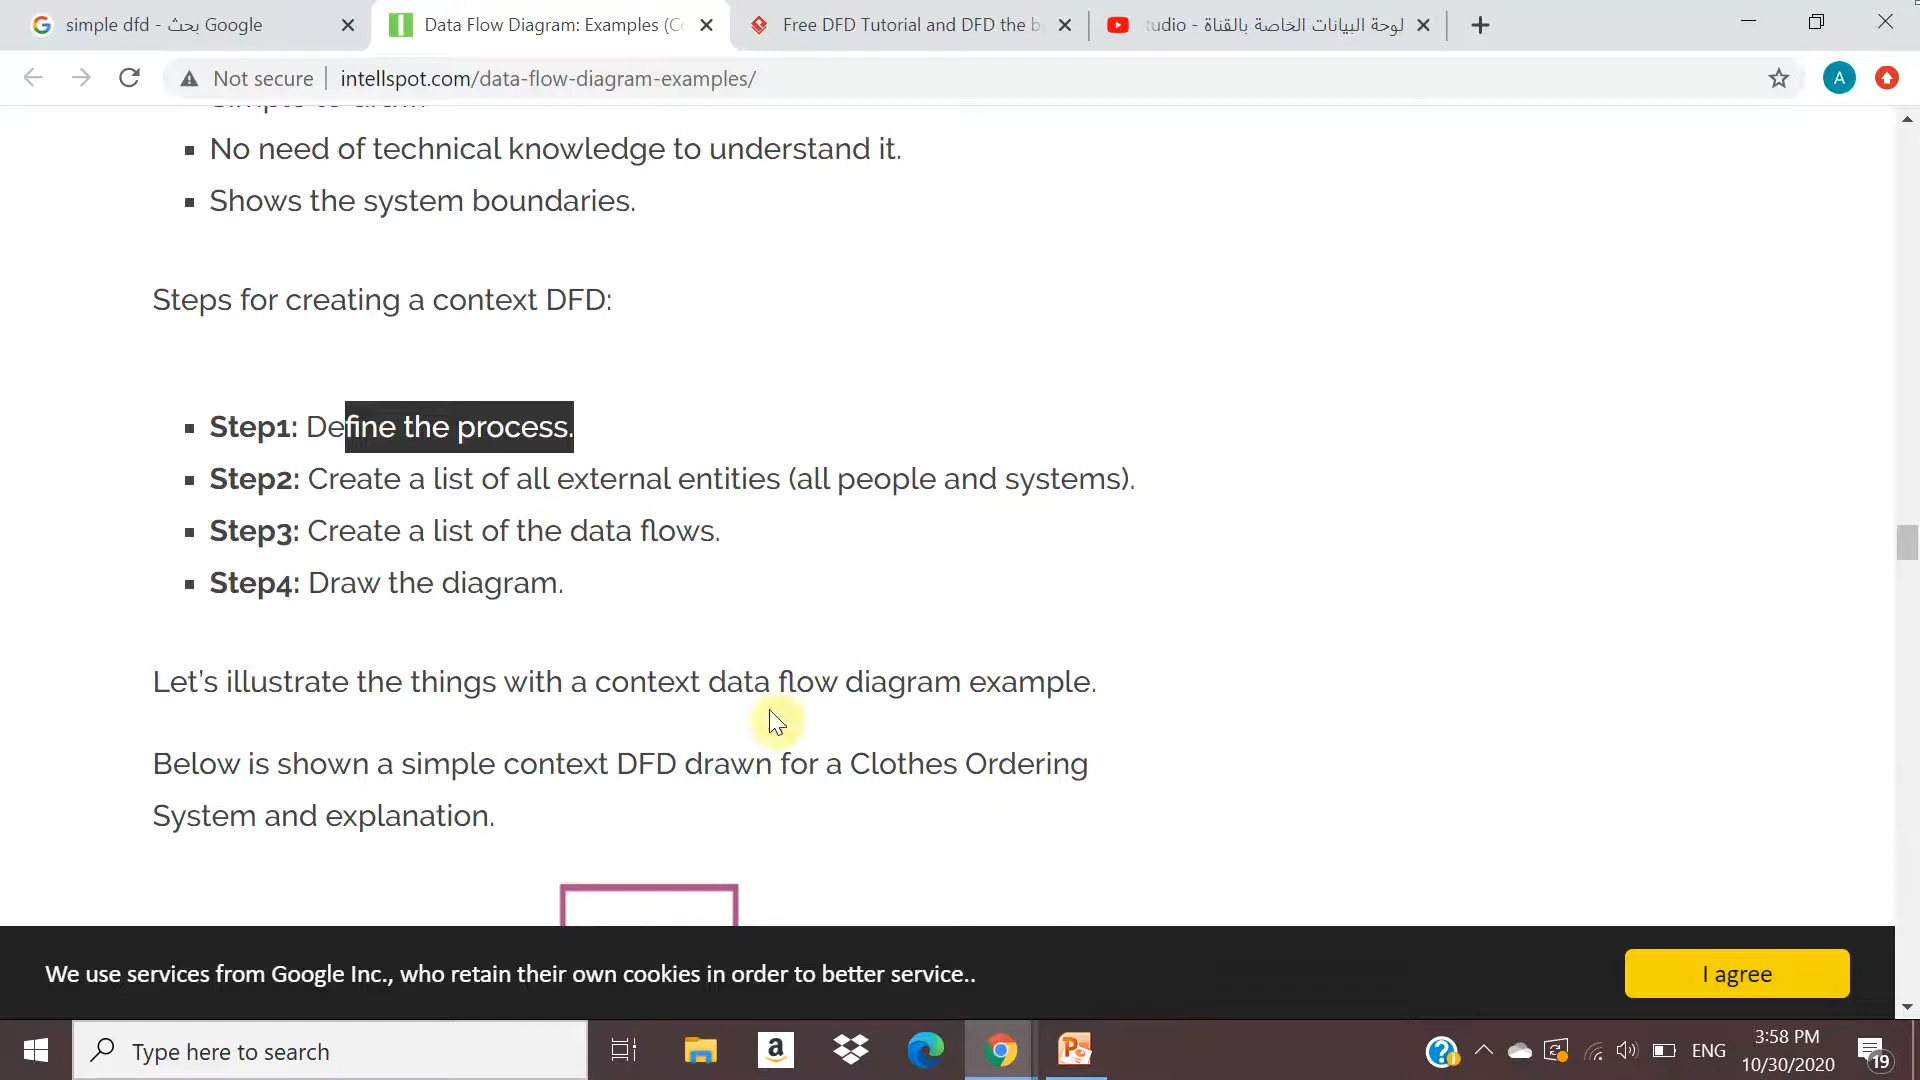 simple dfd - بحث Google
Data Flow Diagram: Examples (Co
Free DFD Tutorial and DFD the b
لوحة البيانات الخاصة بالقناة - tudio
Not secure
intellspot.com/data-flow-diagram-examples/
A
Simple to draw.
No need of technical knowledge to understand it.
Shows the system boundaries.
Steps for creating a context DFD:
Step1: Define the process.
Step2: Create a list of all external entities (all people and systems).
Step3: Create a list of the data flows.
Step4: Draw the diagram.
Let’s illustrate the things with a context data flow diagram example.
Below is shown a simple context DFD drawn for a Clothes Ordering
System and explanation.
We use services from Google Inc., who retain their own cookies in order to better service..
I agree
Type here to search
ENG
3:58 PM
10/30/2020
19